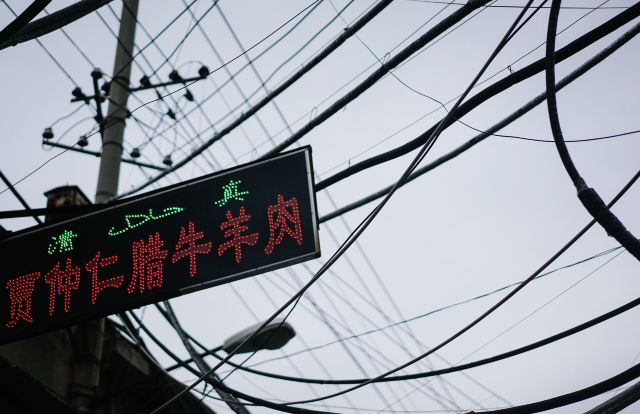 清 حلال 真
贾仲仁腊牛羊肉